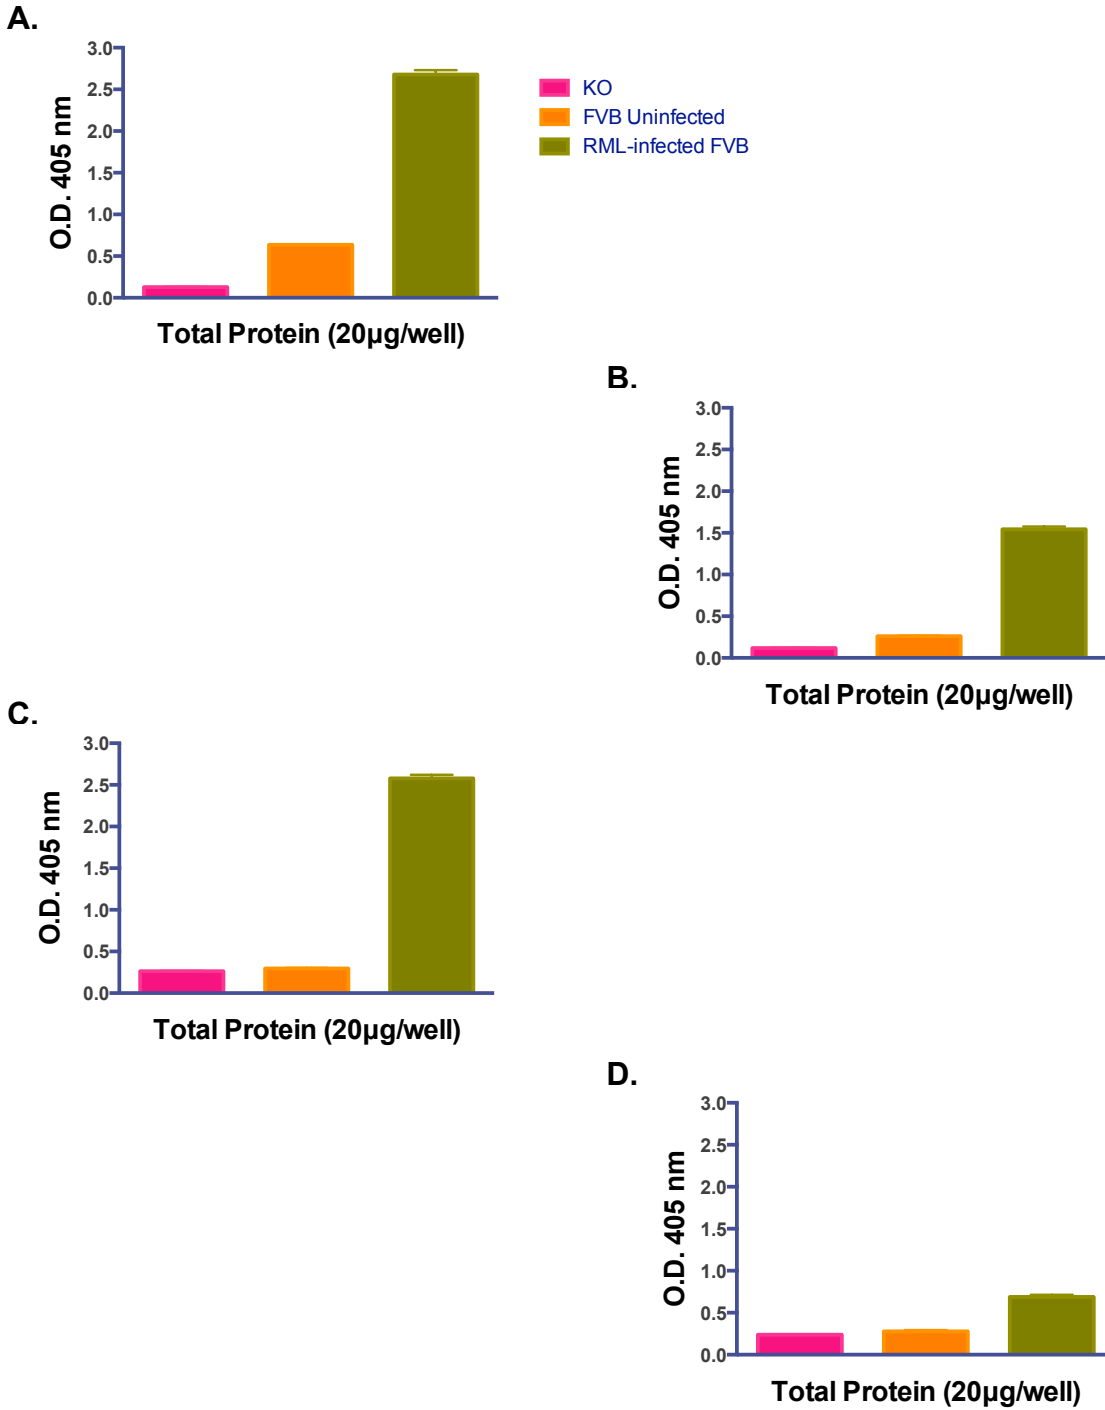 A.
3.0
2.5
2.0
1.5
1.0
0.5
0.0
O.D. 405 nm
Total Protein (20µg/well)
KO
FVB Uninfected
RML-infected FVB
B.
3.0
2.5
2.0
1.5
1.0
0.5
0.0
O.D. 405 nm
Total Protein (20µg/well)
C.
3.0
2.5
2.0
1.5
1.0
0.5
0.0
O.D. 405 nm
Total Protein (20µg/well)
D.
3.0
2.5
2.0
1.5
1.0
0.5
0.0
O.D. 405 nm
Total Protein (20µg/well)